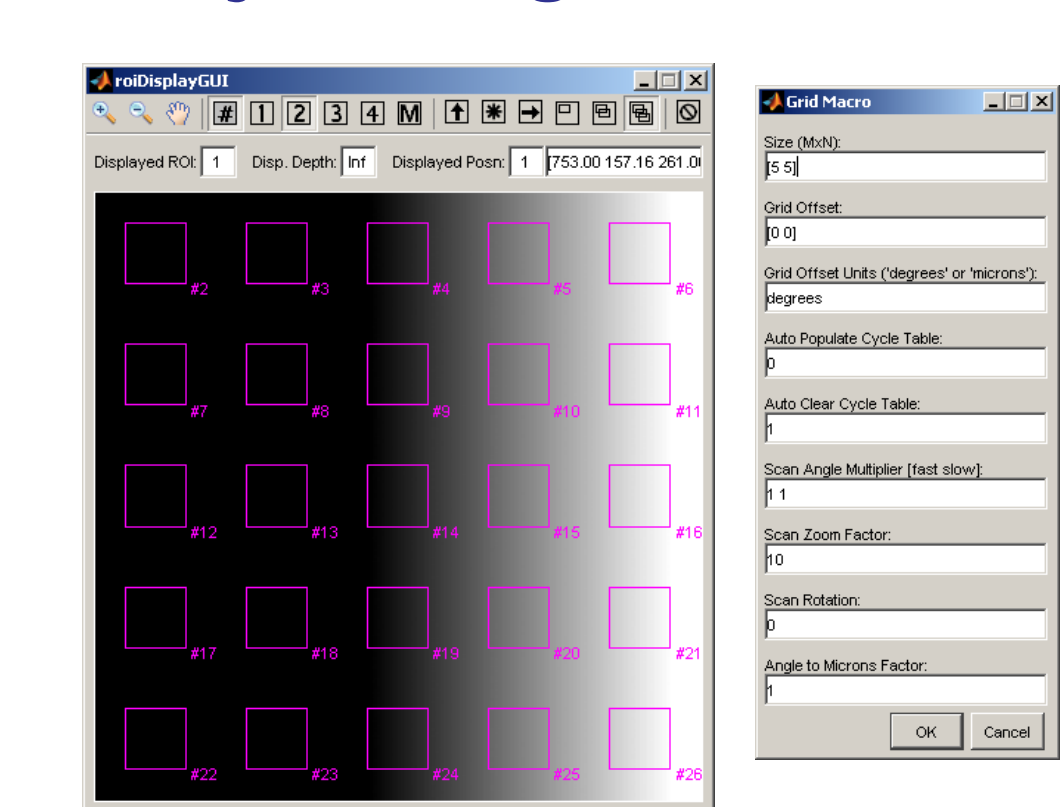 roiDisplayGUI
# 1 2 3 4 M
Displayed ROI: 1 Disp. Depth: Inf Displayed Posn: 1 [753.00 157.16 261.0
#2 #3 #4 #5 #6
#7 #8 #9 #10 #11
#12 #13 #14 #15 #16
#17 #18 #19 #20 #21
#22 #23 #24 #25 #26
Grid Macro
Size (MxN):
[5 5]
Grid Offset:
[0 0]
Grid Offset Units ('degrees' or 'microns'):
degrees
Auto Populate Cycle Table:
0
Auto Clear Cycle Table:
1
Scan Angle Multiplier [fast slow]:
1 1
Scan Zoom Factor:
10
Scan Rotation:
0
Angle to Microns Factor:
1
OK Cancel